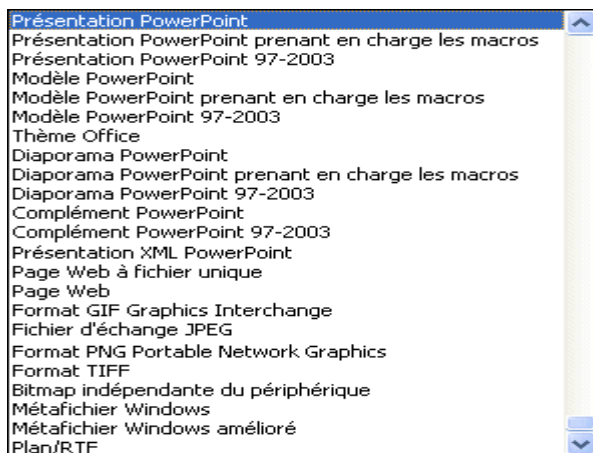 Présentation PowerPoint
Présentation PowerPoint prenant en charge les macros
Présentation PowerPoint 97-2003
Modèle PowerPoint
Modèle PowerPoint prenant en charge les macros
Modèle PowerPoint 97-2003
Thème Office
Diaporama PowerPoint
Diaporama PowerPoint prenant en charge les macros
Diaporama PowerPoint 97-2003
Complément PowerPoint
Complément PowerPoint 97-2003
Présentation XML PowerPoint
Page Web à fichier unique
Page Web
Format GIF Graphics Interchange
Fichier d'échange JPEG
Format PNG Portable Network Graphics
Format TIFF
Bitmap indépendante du périphérique
Métafichier Windows
Métafichier Windows amélioré
Plan/RTF